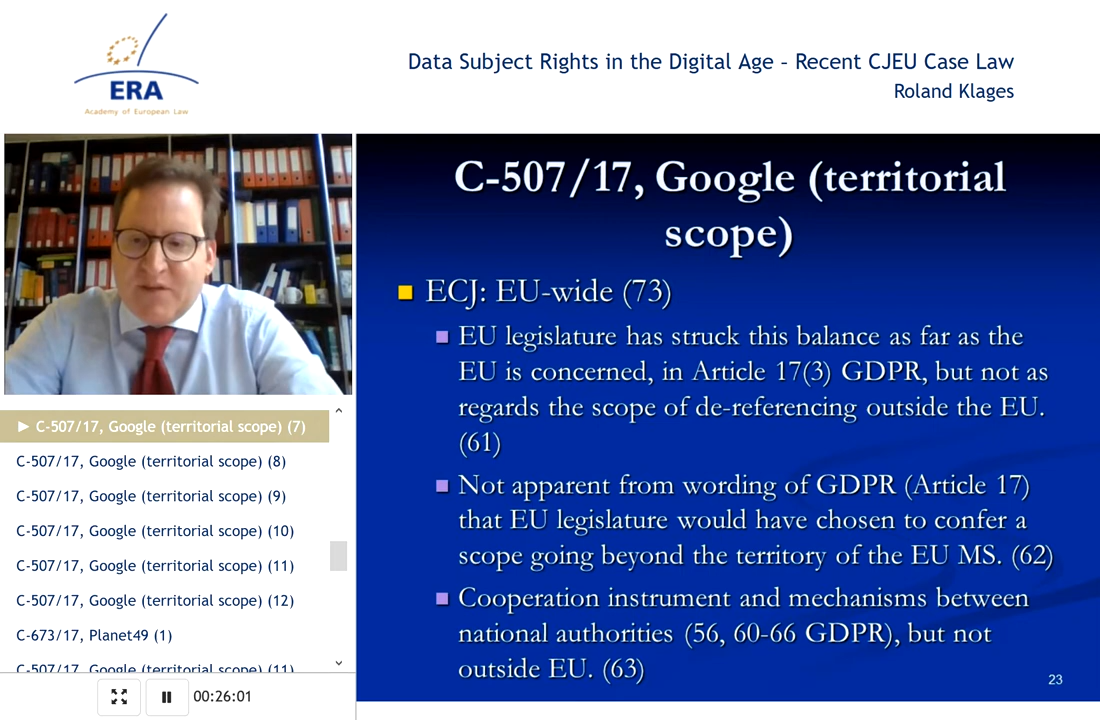 ERA
Academy of European Law
Data Subject Rights in the Digital Age – Recent CJEU Case Law
Roland Klages
C-507/17, Google (territorial
scope)
ECJ: EU-wide (73)
EU legislature has struck this balance as far as the
EU is concerned, in Article 17(3) GDPR, but not as
regards the scope of de-referencing outside the EU.
(61)
Not apparent from wording of GDPR (Article 17)
that EU legislature would have chosen to confer a
scope going beyond the territory of the EU MS. (62)
Cooperation instrument and mechanisms between
national authorities (56, 60-66 GDPR), but not
outside EU. (63)
23
► C-507/17, Google (territorial scope) (7)
C-507/17, Google (territorial scope) (8)
C-507/17, Google (territorial scope) (9)
C-507/17, Google (territorial scope) (10)
C-507/17, Google (territorial scope) (11)
C-507/17, Google (territorial scope) (12)
C-673/17, Planet49 (1)
C-507/17, Google (territorial scope) (11)
00:26:01